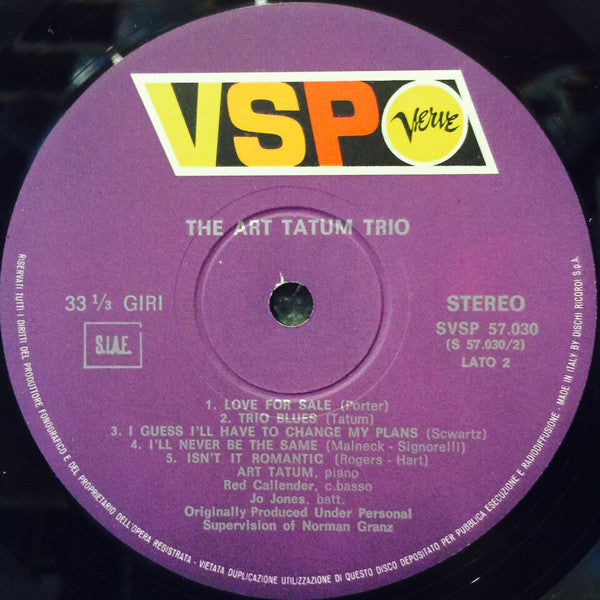 VSP Verve
THE ART TATUM TRIO
33 1/3 GIRI
S.I.A.E.
STEREO
SVSP 57.030
(S 57.030/2)
LATO 2
1. LOVE FOR SALE (Porter)
2. TRIO BLUES (Tatum)
3. I GUESS I'LL HAVE TO CHANGE MY PLANS (Scwartz)
4. I'LL NEVER BE THE SAME (Malneck - Signorelli)
5. ISN'T IT ROMANTIC (Rogers - Hart)
ART TATUM, piano
Red Callender, c.basso
Jo Jones, batt.
Originally Produced Under Personal
Supervision of Norman Granz
RISERVATI TUTTI I DIRITTI DEL PRODUTTORE FONOGRAFICO E DEL PROPRIETARIO DELL'OPERA REGISTRATA - VIETATA DUPLICAZIONE UTILIZZAZIONE DI QUESTO DISCO DEPOSITATO PER PUBBLICA ESECUZIONE E RADIODIFFUSIONE. MADE IN ITALY BY DISCHI RICORDI S.p.A.